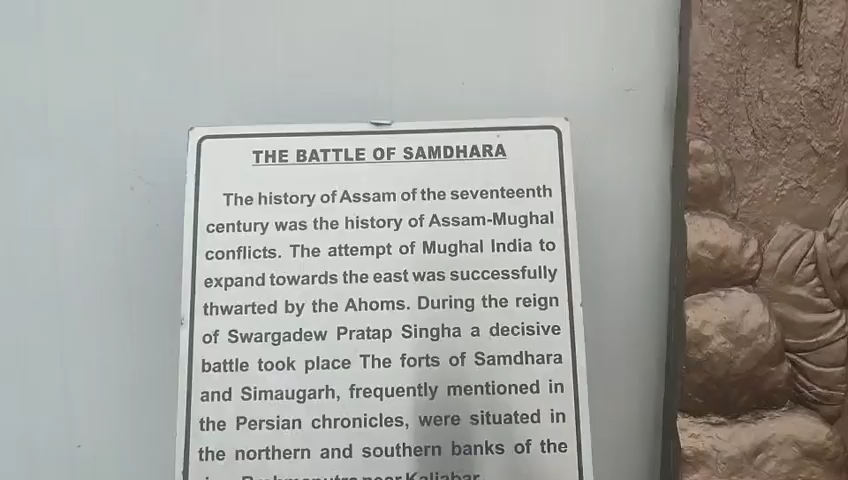 THE BATTLE OF SAMDHARA
The history of Assam of the seventeenth
century was the history of Assam-Mughal
conflicts. The attempt of Mughal India to
expand towards the east was successfully
thwarted by the Ahoms. During the reign
of Swargadew Pratap Singha a decisive
battle took place The forts of Samdhara
and Simaugarh, frequently mentioned in
the Persian chronicles, were situated in
the northern and southern banks of the
Brahmaputra near Kaliabar